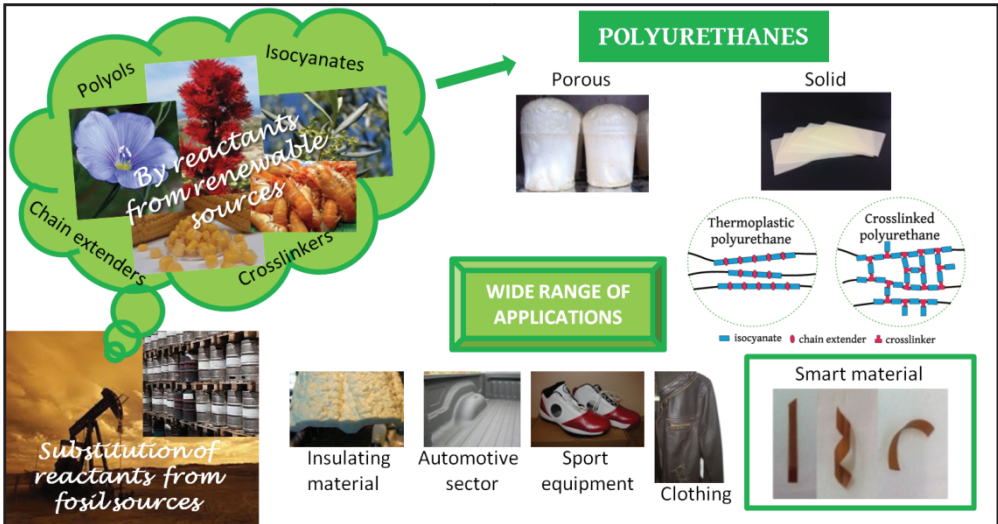 Polyols
Isocyanates
By reactants
from renewable
sources
Chain extenders
Crosslinkers
Substitution of
reactants from
fosil sources
POLYURETHANES
Porous
Solid
Thermoplastic
polyurethane
Crosslinked
polyurethane
isocyanate
chain extender
crosslinker
WIDE RANGE OF
APPLICATIONS
Insulating
material
Automotive
sector
Sport
equipment
Clothing
Smart material